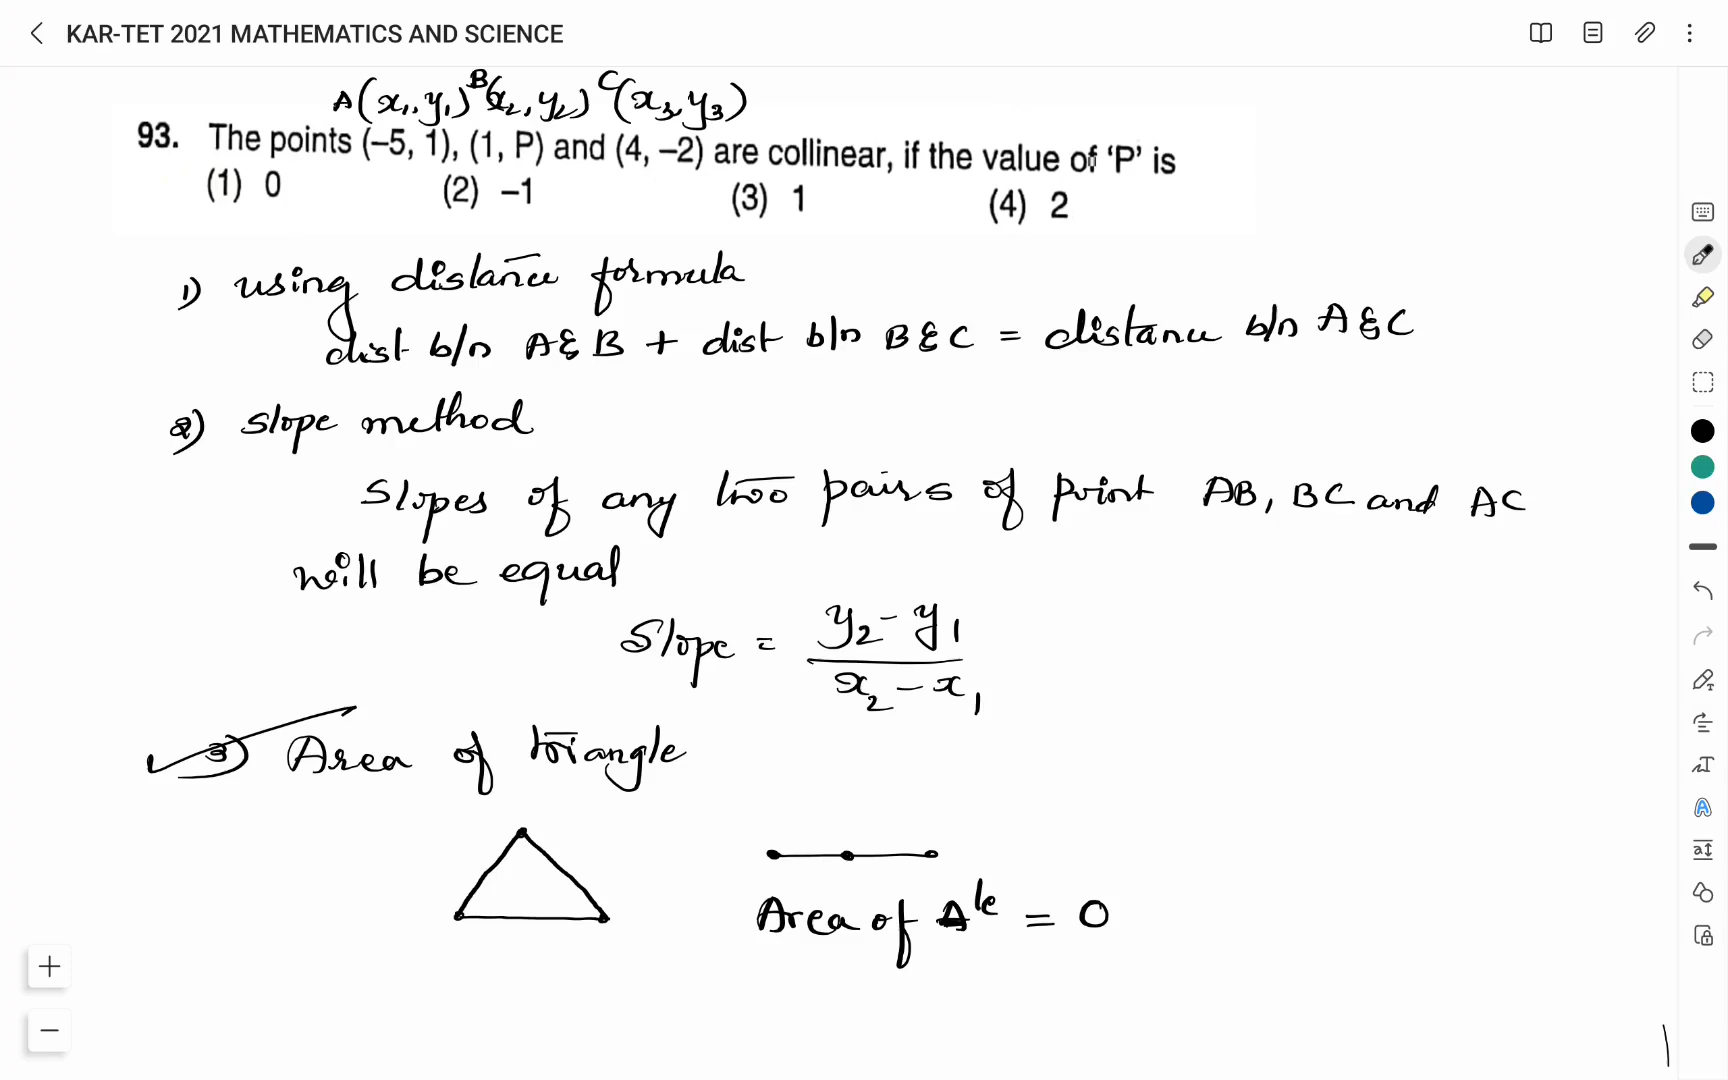 KAR-TET 2021 MATHEMATICS AND SCIENCE
A(x₁, y₁) B(x₂, y₂) C(x₃, y₃)
93. The points (–5, 1), (1, P) and (4, –2) are collinear, if the value of ‘P’ is
(1) 0 (2) –1 (3) 1 (4) 2
1) using distance formula
dist b/n A & B + dist b/n B & C = distance b/n A & C
2) slope method
Slopes of any two pairs of point AB, BC and AC
will be equal
Slope = y₂ - y₁ / x₂ - x₁
3) Area of triangle
Area of Δle = 0